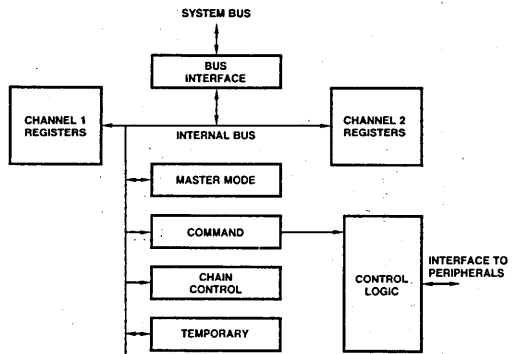 SYSTEM BUS
BUS
INTERFACE
CHANNEL 1
REGISTERS
INTERNAL BUS
CHANNEL 2
REGISTERS
MASTER MODE
COMMAND
CHAIN
CONTROL
TEMPORARY
CONTROL
LOGIC
INTERFACE TO
PERIPHERALS